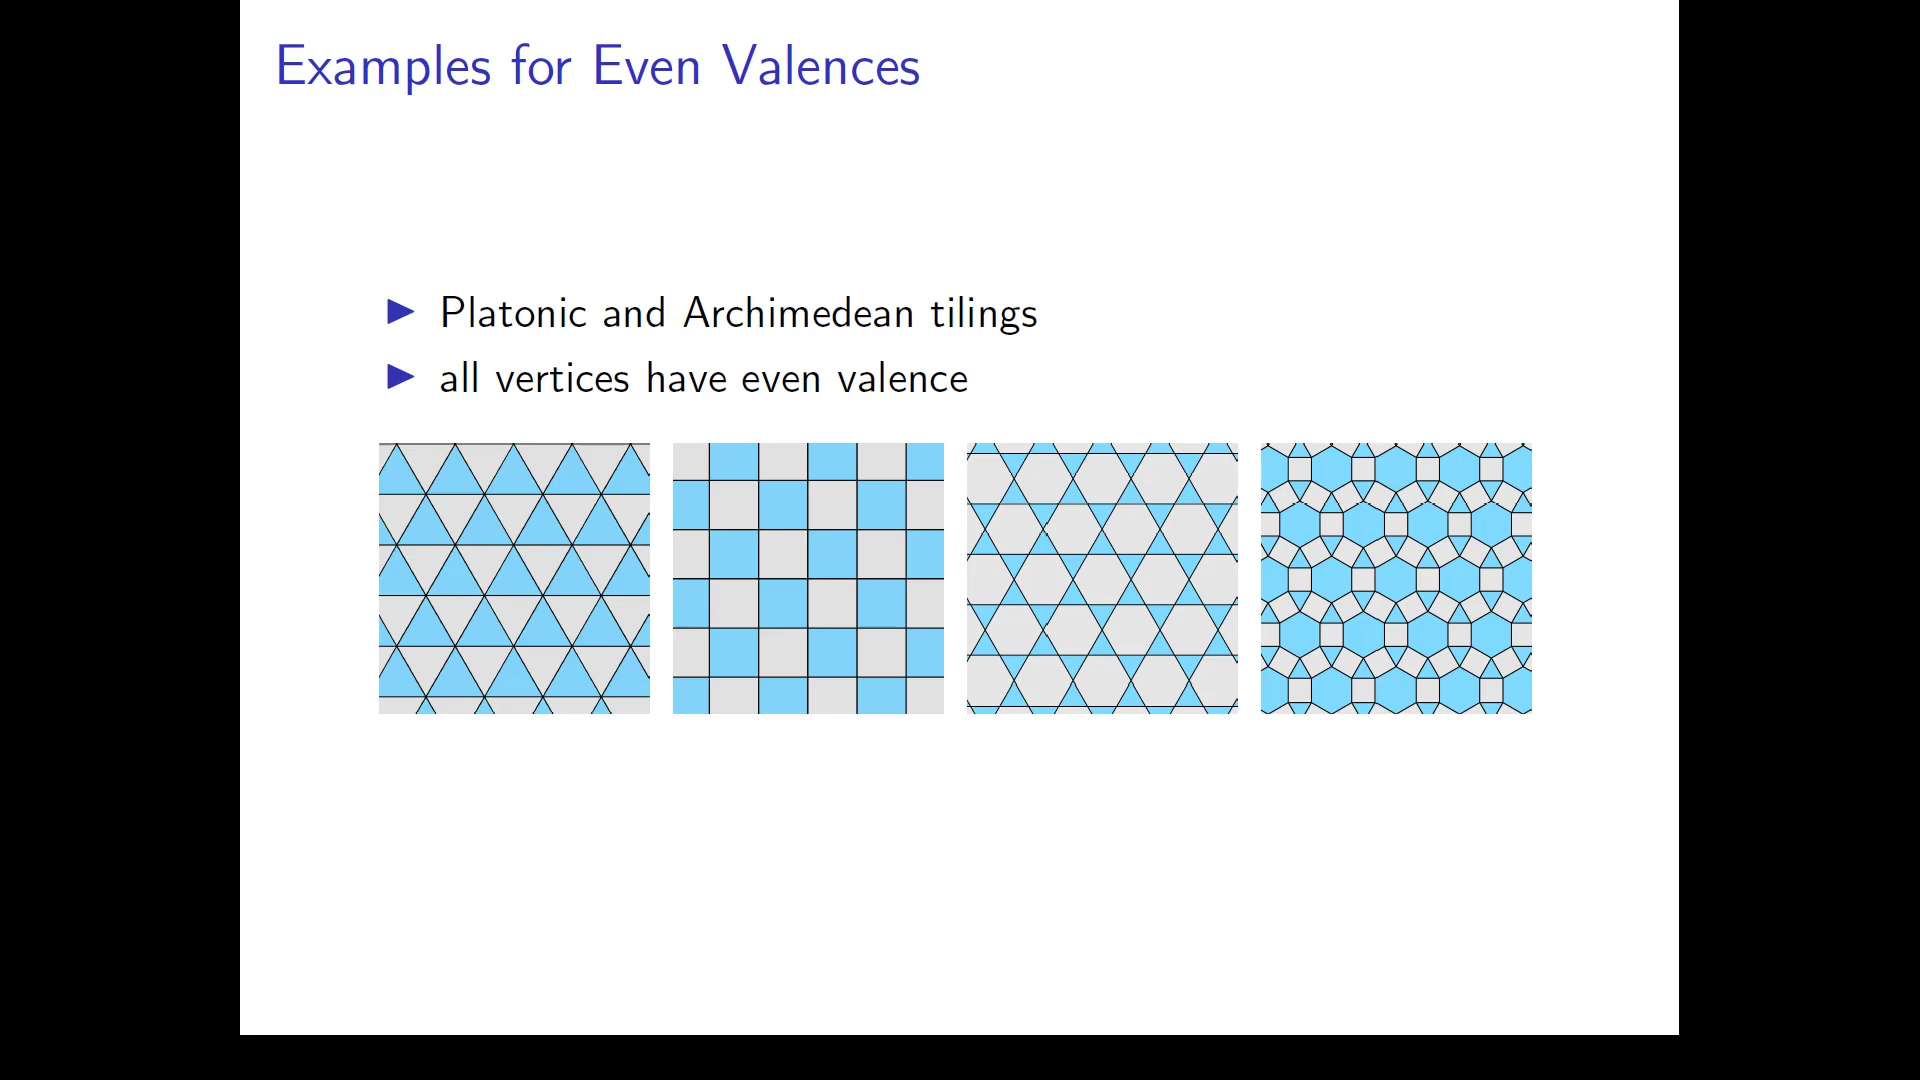 Examples for Even Valences
Platonic and Archimedean tilings
all vertices have even valence